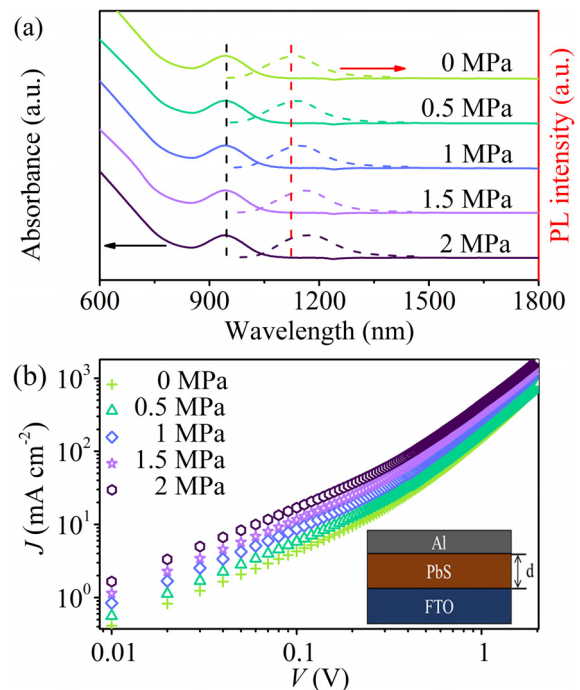 (a)
Absorbance (a.u.)
PL intensity (a.u.)
0 MPa
0.5 MPa
1 MPa
1.5 MPa
2 MPa
600 900 1200 1500 1800
Wavelength (nm)
(b)
J (mA cm⁻²)
10³
10²
10¹
10⁰
0 MPa
0.5 MPa
1 MPa
1.5 MPa
2 MPa
Al
PbS
d
FTO
0.01 0.1 1
V (V)